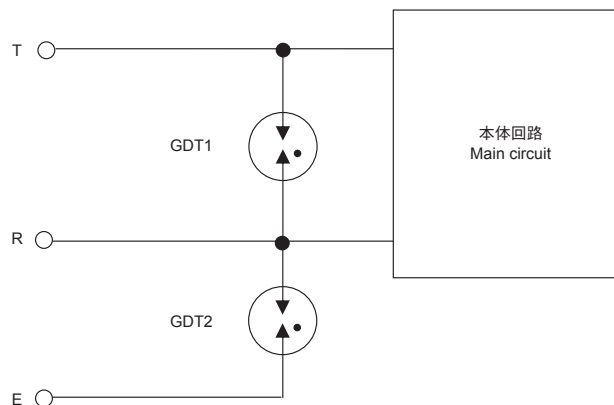 T
GDT1
本体回路
Main circuit
R
GDT2
E